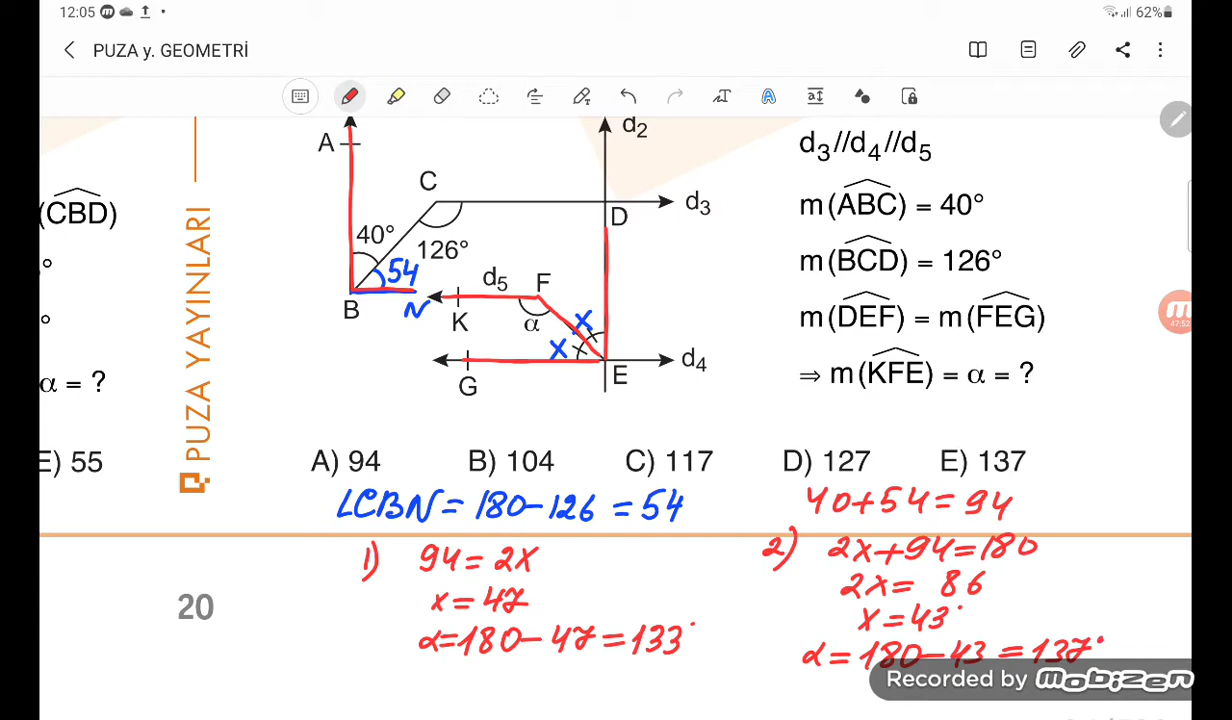 12:05
62%
PUZA y. GEOMETRİ
A
d2
d3//d4//d5
C
(CBD)
d3
m(ABC) = 40°
D
40°
126°
54
m(BCD) = 126°
d5
F
B
N
K
α
x
m(DEF) = m(FEG)
47:52
x
d4
G
E
⇒ m(KFE) = α = ?
α = ?
PUZA YAYINLARI
E) 55
A) 94 B) 104 C) 117 D) 127 E) 137
LCBN = 180-126 = 54
40+54=94
1) 94 = 2x
2) 2x+94=180
2x = 86
20
x = 47
x = 43°
α=180-47=133°
α = 180-43 = 137°
Recorded by mobizen